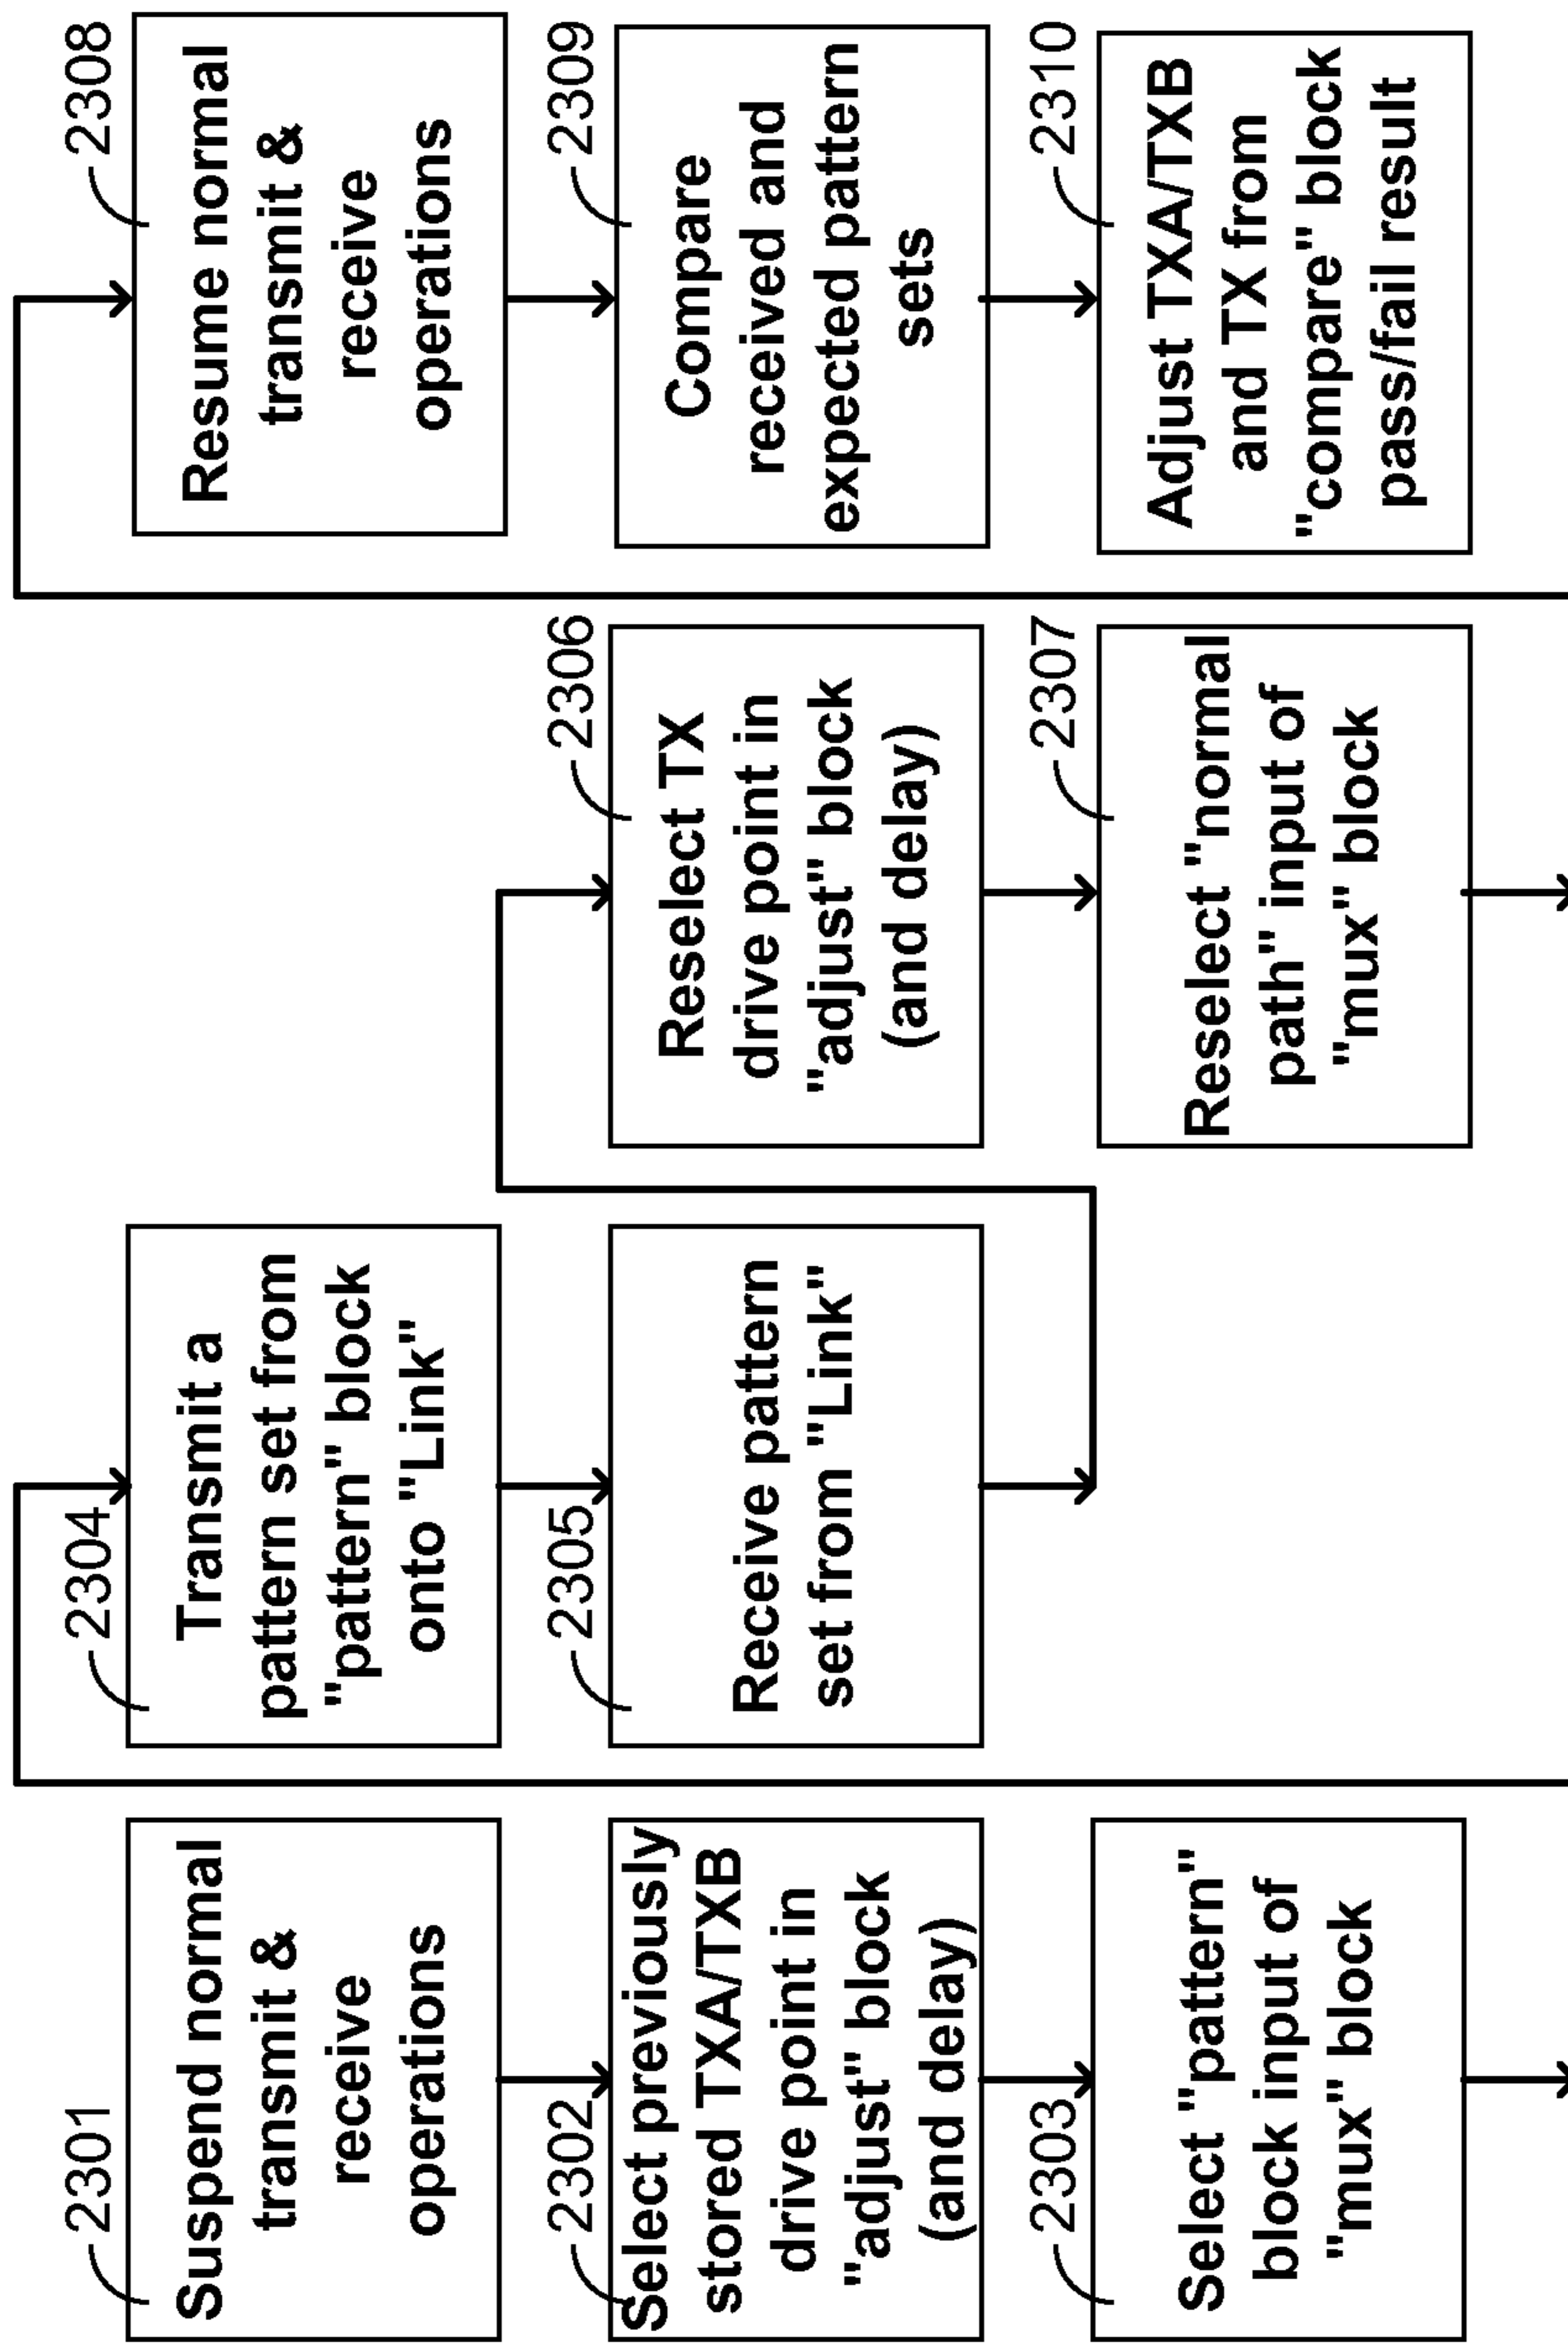 2301
Suspend normal
transmit &
receive
operations
2302
Select previously
stored TXA/TXB
drive point in
"adjust" block
(and delay)
2303
Select "pattern"
block input of
"mux" block
2304
Transmit a
pattern set from
"pattern" block
onto "Link"
2305
Receive pattern
set from "Link"
2306
Reselect TX
drive point in
"adjust" block
(and delay)
2307
Reselect "normal
path" input of
"mux" block
2308
Resume normal
transmit &
receive
operations
2309
Compare
received and
expected pattern
sets
2310
Adjust TXA/TXB
and TX from
"compare" block
pass/fail result